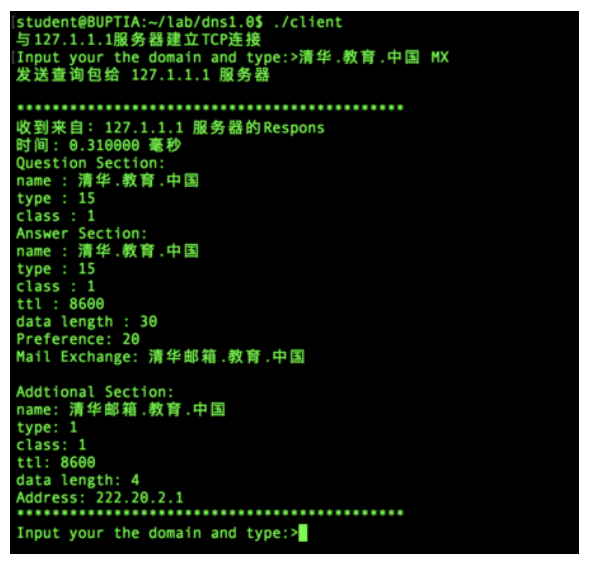 [student@BUPTIA:~/lab/dns1.0$ ./client
与127.1.1.1服务器建立TCP连接
[Input your the domain and type:>清华.教育.中国 MX
发送查询包给 127.1.1.1 服务器
********************************************
收到来自: 127.1.1.1 服务器的Respons
时间: 0.310000 毫秒
Question Section:
name : 清华.教育.中国
type : 15
class : 1
Answer Section:
name : 清华.教育.中国
type : 15
class : 1
ttl : 8600
data length : 30
Preference: 20
Mail Exchange: 清华邮箱.教育.中国
Addtional Section:
name: 清华邮箱.教育.中国
type: 1
class: 1
ttl: 8600
data length: 4
Address: 222.20.2.1
********************************************
Input your the domain and type:>